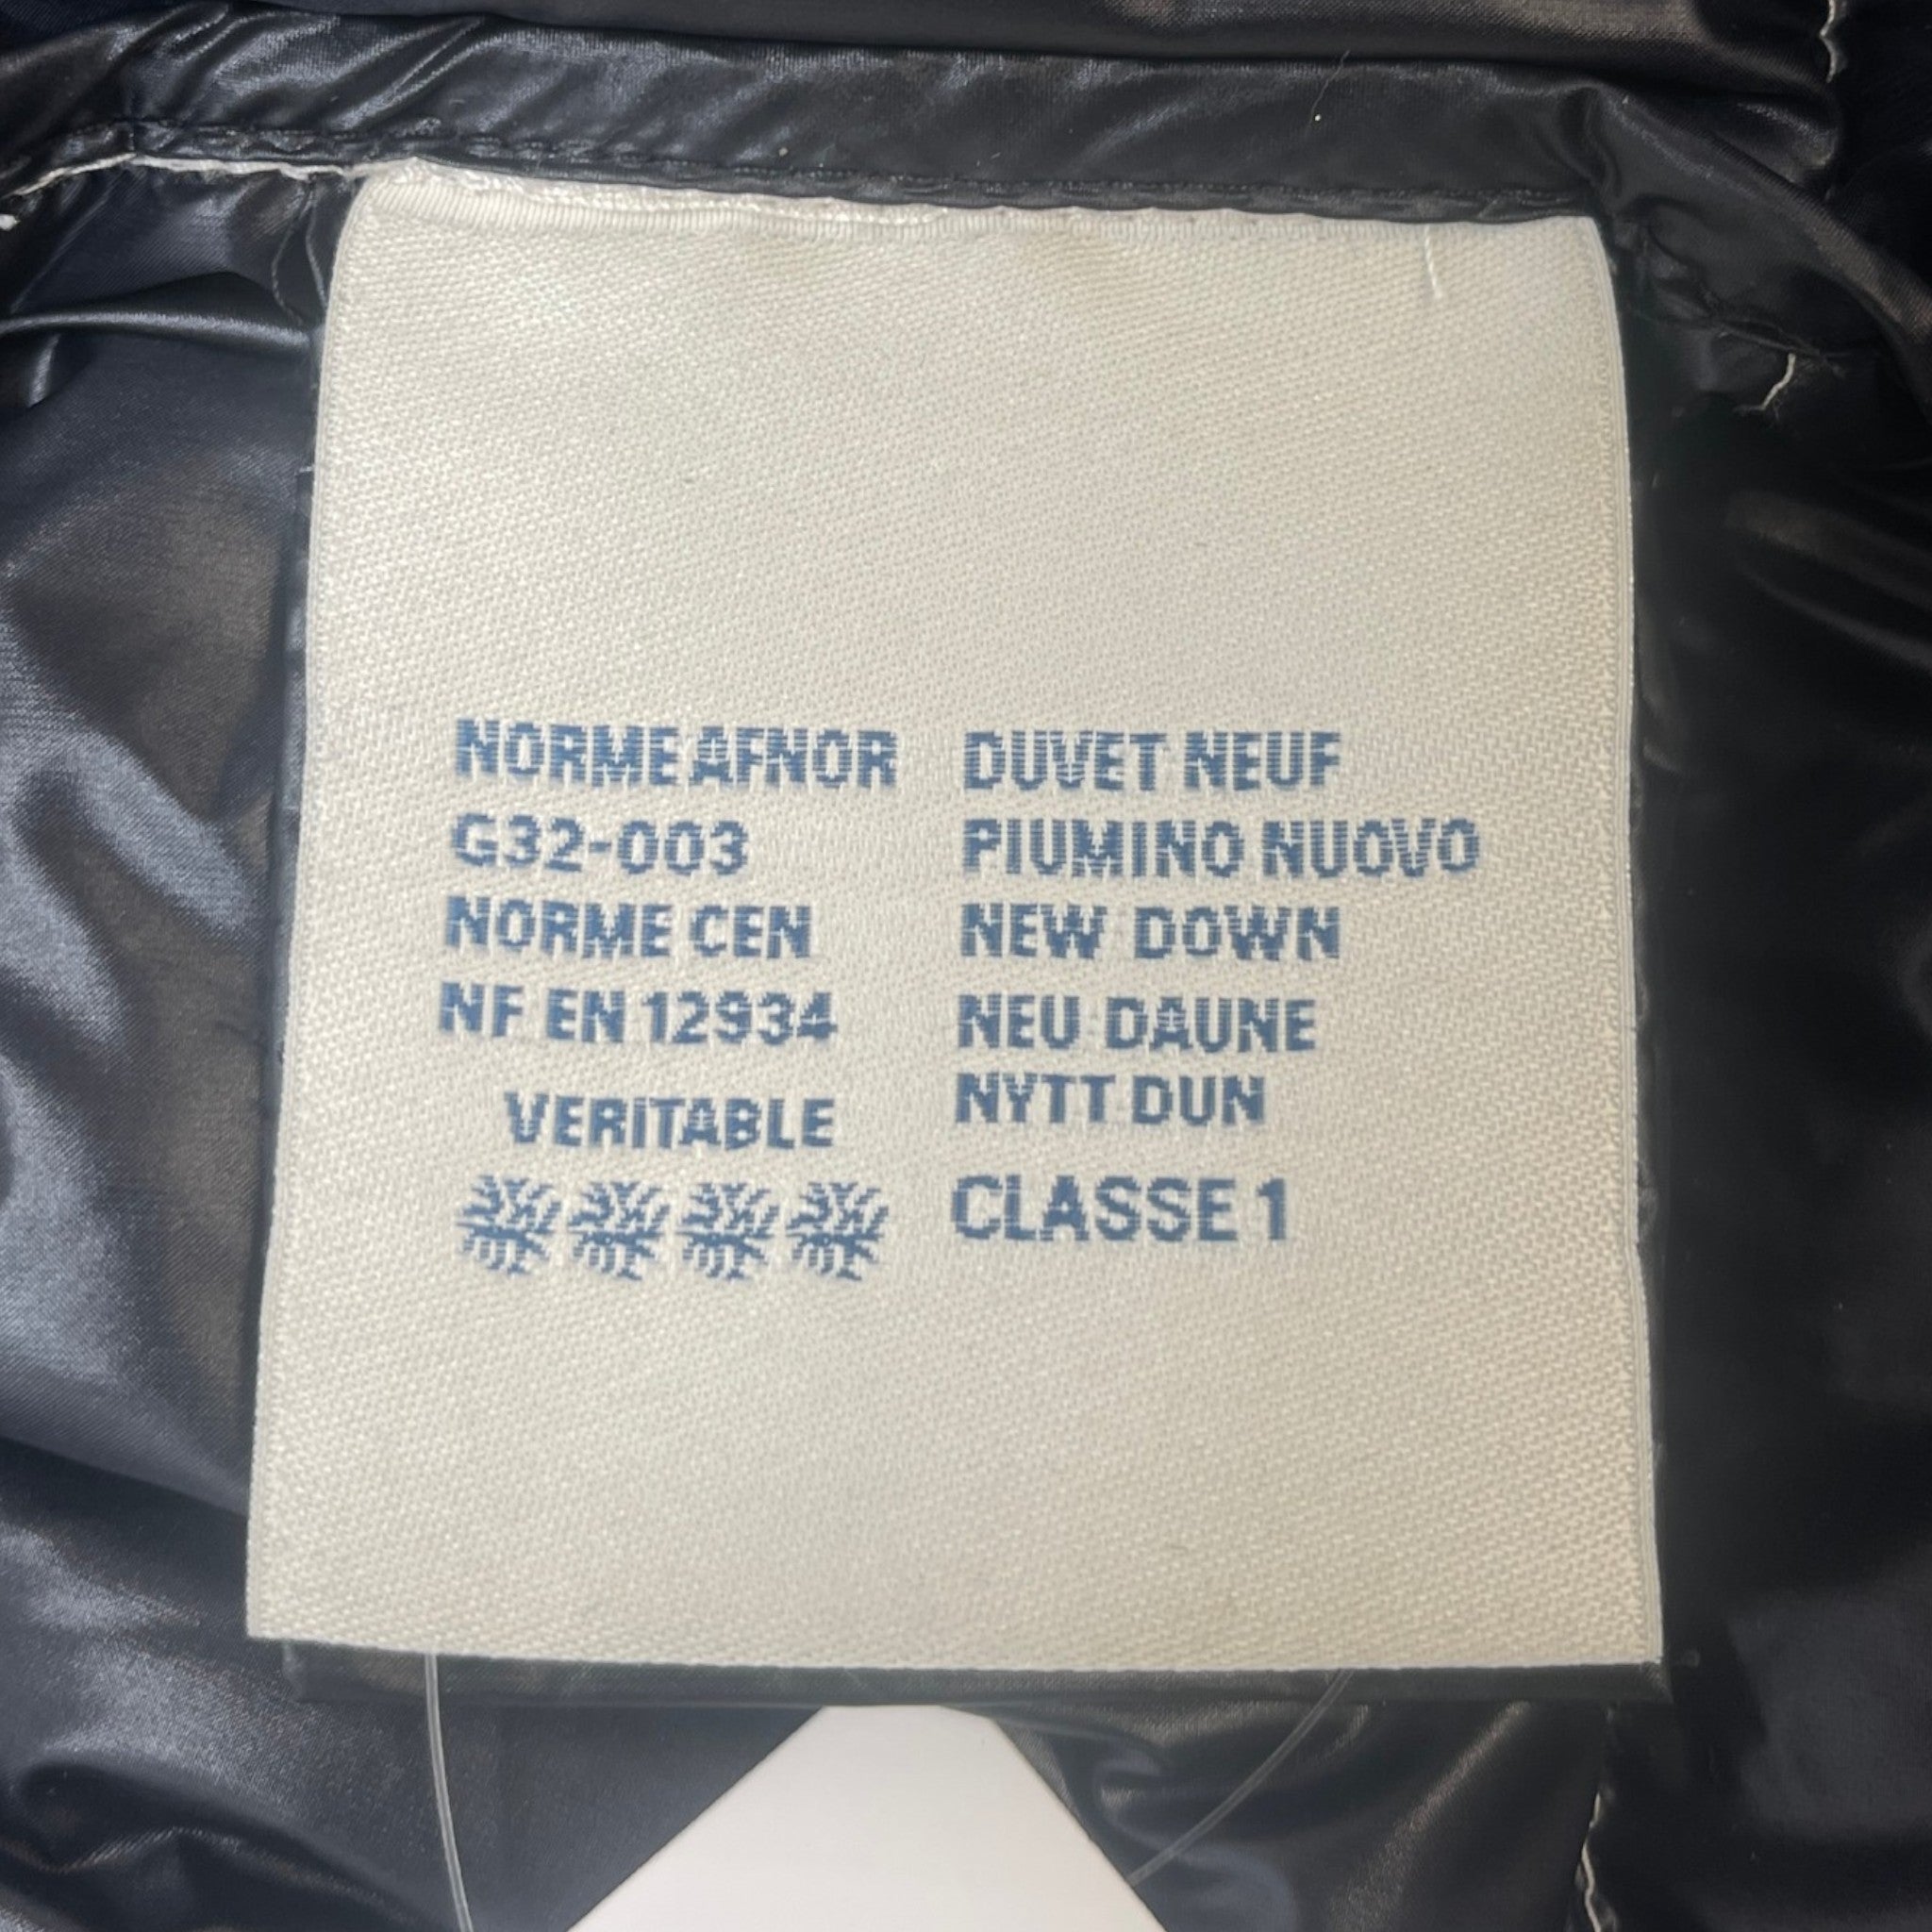 NORME AFNOR
G32-003
NORME CEN
NF EN 12934
VERITABLE
DUVET NEUF
PIUMINO NUOVO
NEW DOWN
NEU DAUNE
NYTT DUN
CLASSE 1